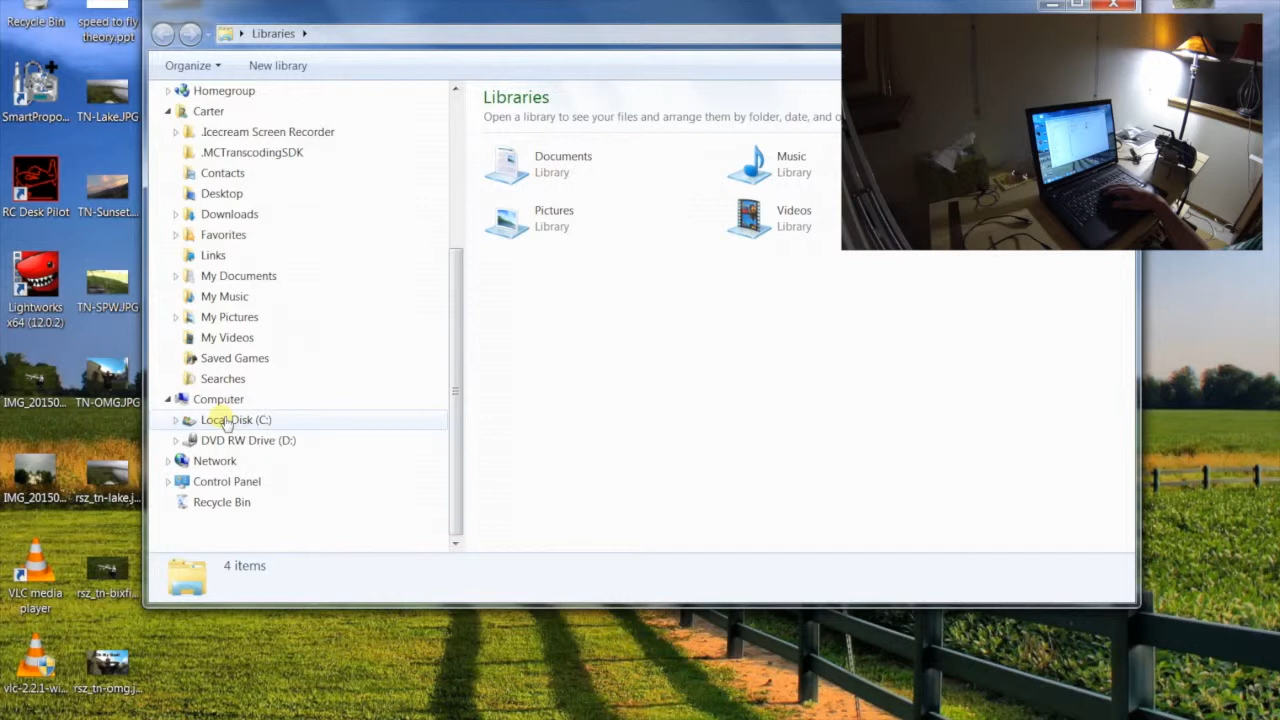 Recycle Bin
speed to fly
theory.ppt
SmartPropo...
TN-Lake.JPG
RC Desk Pilot
TN-Sunset....
Lightworks
x64 (12.0.2)
TN-SPW.JPG
IMG_20150...
TN-OMG.JPG
IMG_20150...
rsz_tn-lake.j...
VLC media
player
rsz_tn-bixfi...
vlc-2.2.1-wi...
rsz_tn-omg.j...
Libraries
Organize
New library
Homegroup
Carter
.Icecream Screen Recorder
.MCTranscodingSDK
Contacts
Desktop
Downloads
Favorites
Links
My Documents
My Music
My Pictures
My Videos
Saved Games
Searches
Computer
Local Disk (C:)
DVD RW Drive (D:)
Network
Control Panel
Recycle Bin
Libraries
Open a library to see your files and arrange them by folder, date, and o
Documents
Library
Music
Library
Pictures
Library
Videos
Library
4 items